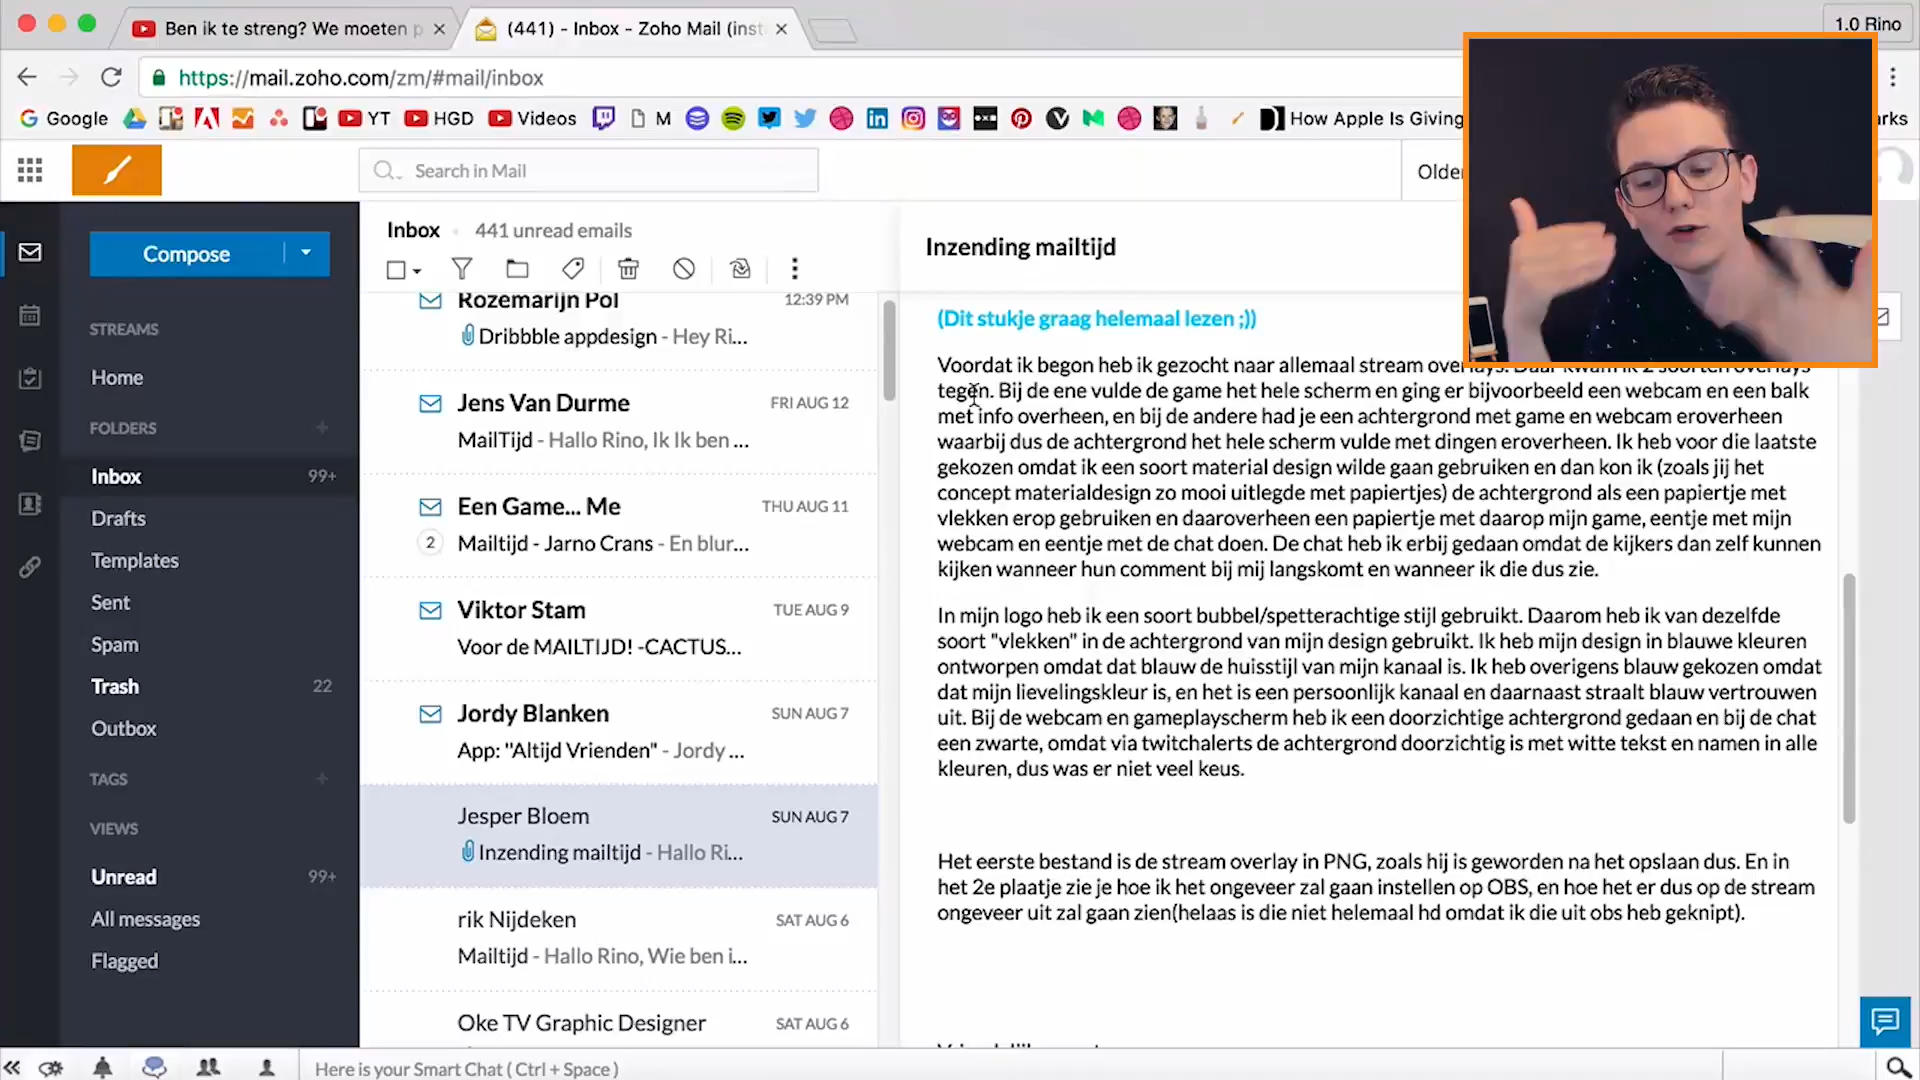 Ben ik te streng? We moeten p
(441) - Inbox - Zoho Mail (inst
1.0 Rino
https://mail.zoho.com/zm/#mail/inbox
Google
YT
HGD
Videos
M
How Apple Is Giving
rks
Search in Mail
Older
Compose
STREAMS
Home
FOLDERS
Inbox 99+
Drafts
Templates
Sent
Spam
Trash 22
Outbox
TAGS
VIEWS
Unread 99+
All messages
Flagged
Inbox • 441 unread emails
Rozemarijn Pol 12:39 PM
Dribbble appdesign - Hey Ri...
Jens Van Durme FRI AUG 12
MailTijd - Hallo Rino, Ik Ik ben ...
Een Game... Me THU AUG 11
2 Mailtijd - Jarno Crans - En blur...
Viktor Stam TUE AUG 9
Voor de MAILTIJD! -CACTUS...
Jordy Blanken SUN AUG 7
App: "Altijd Vrienden" - Jordy ...
Jesper Bloem SUN AUG 7
Inzending mailtijd - Hallo Ri...
rik Nijdeken SAT AUG 6
Mailtijd - Hallo Rino, Wie ben i...
Oke TV Graphic Designer SAT AUG 6
Inzending mailtijd
(Dit stukje graag helemaal lezen ;))
Voordat ik begon heb ik gezocht naar allemaal stream overlays. Daar kwam ik 2 soorten overlays
tegen. Bij de ene vulde de game het hele scherm en ging er bijvoorbeeld een webcam en een balk
met info overheen, en bij de andere had je een achtergrond met game en webcam eroverheen
waarbij dus de achtergrond het hele scherm vulde met dingen eroverheen. Ik heb voor die laatste
gekozen omdat ik een soort material design wilde gaan gebruiken en dan kon ik (zoals jij het
concept materialdesign zo mooi uitlegde met papiertjes) de achtergrond als een papiertje met
vlekken erop gebruiken en daaroverheen een papiertje met daarop mijn game, eentje met mijn
webcam en eentje met de chat doen. De chat heb ik erbij gedaan omdat de kijkers dan zelf kunnen
kijken wanneer hun comment bij mij langskomt en wanneer ik die dus zie.
In mijn logo heb ik een soort bubbel/spetterachtige stijl gebruikt. Daarom heb ik van dezelfde
soort "vlekken" in de achtergrond van mijn design gebruikt. Ik heb mijn design in blauwe kleuren
ontworpen omdat dat blauw de huisstijl van mijn kanaal is. Ik heb overigens blauw gekozen omdat
dat mijn lievelingskleur is, en het is een persoonlijk kanaal en daarnaast straalt blauw vertrouwen
uit. Bij de webcam en gameplayscherm heb ik een doorzichtige achtergrond gedaan en bij de chat
een zwarte, omdat via twitchalerts de achtergrond doorzichtig is met witte tekst en namen in alle
kleuren, dus was er niet veel keus.
Het eerste bestand is de stream overlay in PNG, zoals hij is geworden na het opslaan dus. En in
het 2e plaatje zie je hoe ik het ongeveer zal gaan instellen op OBS, en hoe het er dus op de stream
ongeveer uit zal gaan zien(helaas is die niet helemaal hd omdat ik die uit obs heb geknipt).
Here is your Smart Chat ( Ctrl + Space )